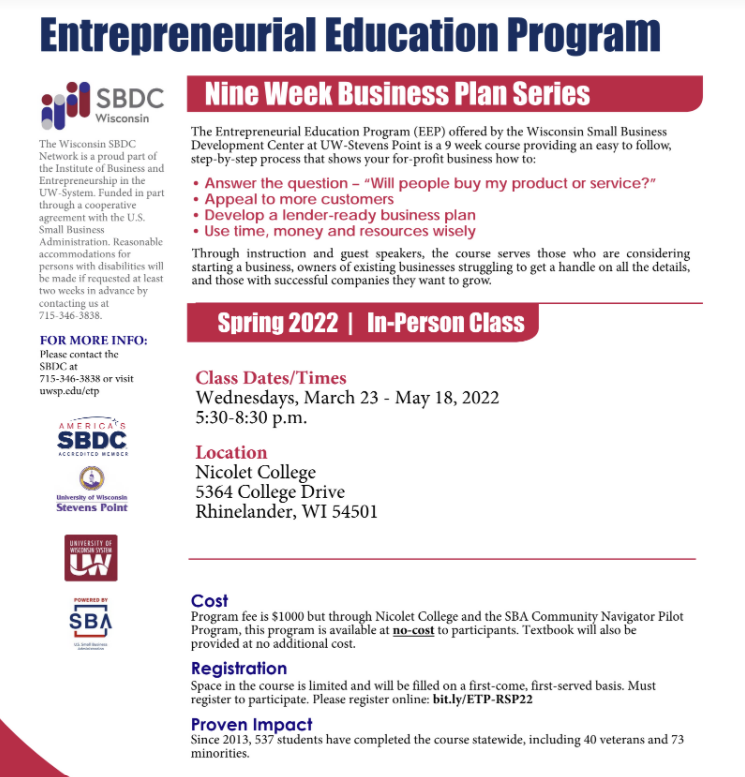 Entrepreneurial Education Program
SBDC
Wisconsin
The Wisconsin SBDC
Network is a proud part of
the Institute of Business and
Entrepreneurship in the
UW-System. Funded in part
through a cooperative
agreement with the U.S.
Small Business
Administration. Reasonable
accommodations for
persons with disabilities will
be made if requested at least
two weeks in advance by
contacting us at
715-346-3838.
FOR MORE INFO:
Please contact the
SBDC at
715-346-3838 or visit
uwsp.edu/etp
AMERICA'S
SBDC
ACCREDITED MEMBER
University of Wisconsin
Stevens Point
UNIVERSITY OF
WISCONSIN SYSTEM
UW
POWERED BY
SBA
U.S. Small Business
Administration
Nine Week Business Plan Series
The Entrepreneurial Education Program (EEP) offered by the Wisconsin Small Business
Development Center at UW-Stevens Point is a 9 week course providing an easy to follow,
step-by-step process that shows your for-profit business how to:
• Answer the question – “Will people buy my product or service?”
• Appeal to more customers
• Develop a lender-ready business plan
• Use time, money and resources wisely
Through instruction and guest speakers, the course serves those who are considering
starting a business, owners of existing businesses struggling to get a handle on all the details,
and those with successful companies they want to grow.
Spring 2022 | In-Person Class
Class Dates/Times
Wednesdays, March 23 - May 18, 2022
5:30-8:30 p.m.
Location
Nicolet College
5364 College Drive
Rhinelander, WI 54501
Cost
Program fee is $1000 but through Nicolet College and the SBA Community Navigator Pilot
Program, this program is available at no-cost to participants. Textbook will also be
provided at no additional cost.
Registration
Space in the course is limited and will be filled on a first-come, first-served basis. Must
register to participate. Please register online: bit.ly/ETP-RSP22
Proven Impact
Since 2013, 537 students have completed the course statewide, including 40 veterans and 73
minorities.